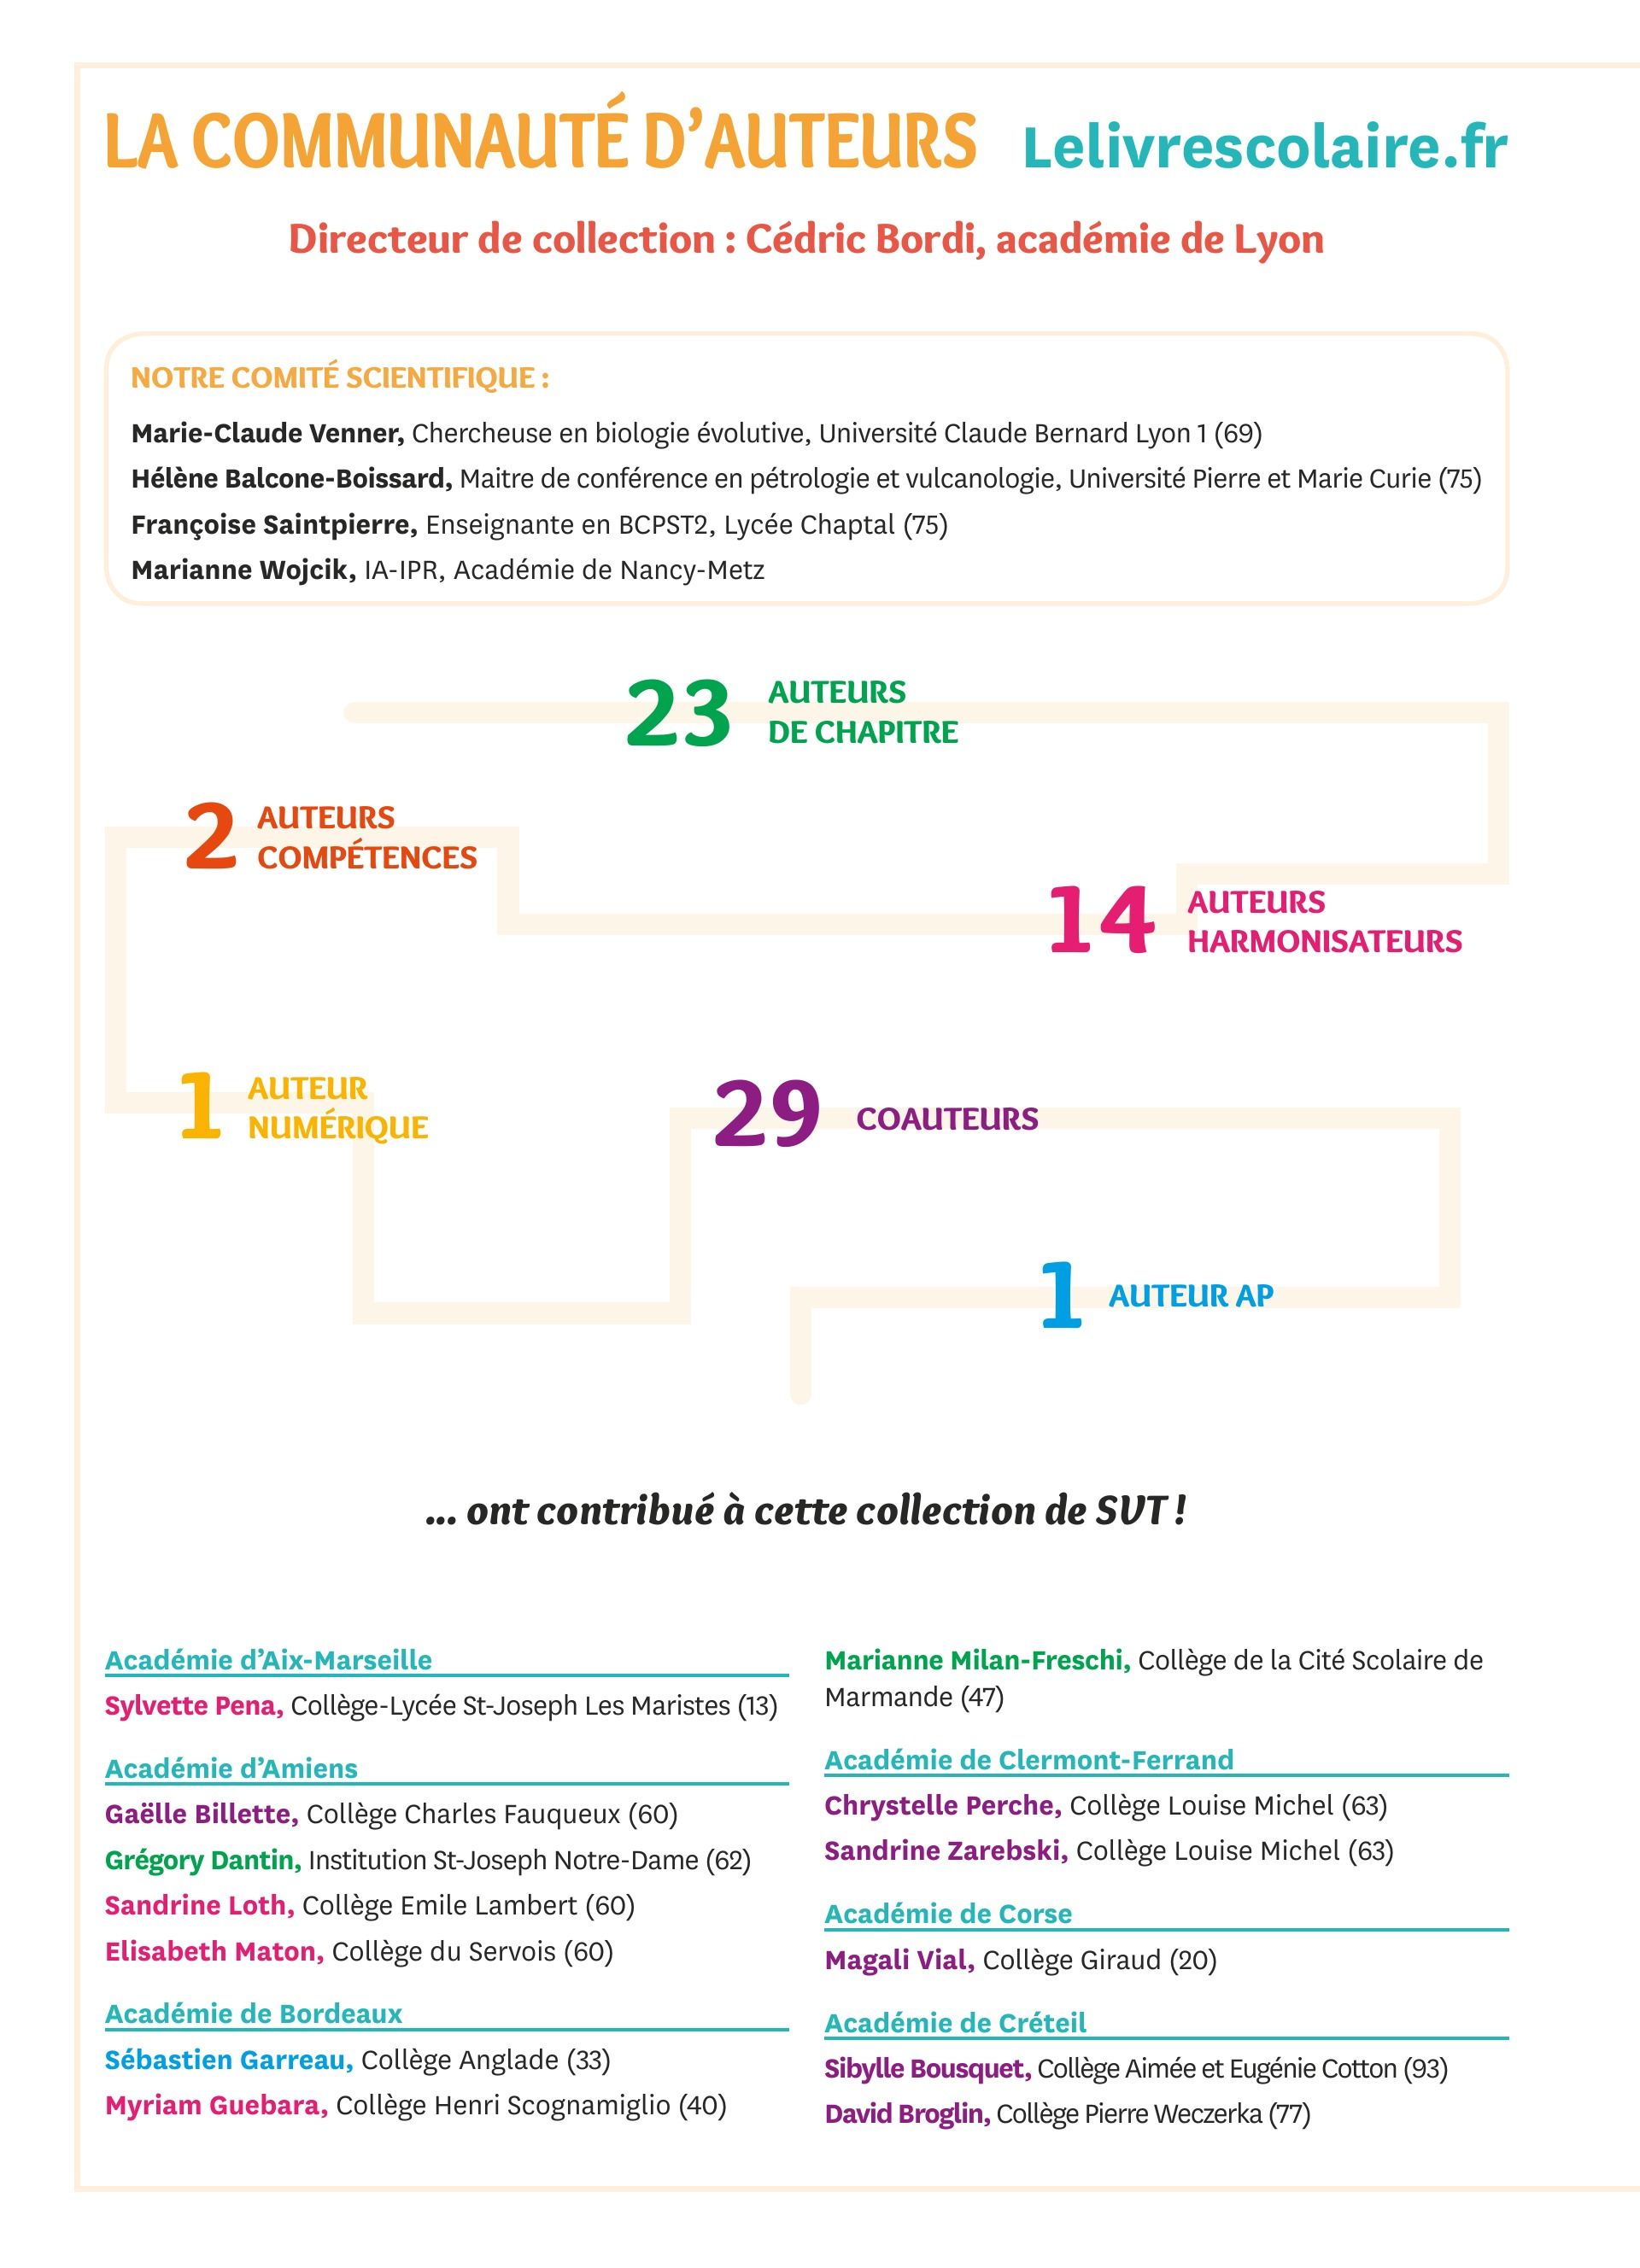 LA COMMUNAUTÉ D'AUTEURS Lelivrescolaire.fr
Directeur de collection : Cédric Bordi, académie de Lyon
NOTRE COMITÉ SCIENTIFIQUE :
Marie-Claude Venner, Chercheuse en biologie évolutive, Université Claude Bernard Lyon 1 (69)
Hélène Balcone-Boissard, Maitre de conférence en pétrologie et vulcanologie, Université Pierre et Marie Curie (75)
Françoise Saintpierre, Enseignante en BCPST2, Lycée Chaptal (75)
Marianne Wojcik, IA-IPR, Académie de Nancy-Metz
23 AUTEURS
DE CHAPITRE
2 AUTEURS
COMPÉTENCES
14 AUTEURS
HARMONISATEURS
1 AUTEUR
NUMÉRIQUE
29 COAUTEURS
1 AUTEUR AP
... ont contribué à cette collection de SVT !
Académie d'Aix-Marseille
Sylvette Pena, Collège-Lycée St-Joseph Les Maristes (13)
Académie d'Amiens
Gaëlle Billette, Collège Charles Fauqueux (60)
Grégory Dantin, Institution St-Joseph Notre-Dame (62)
Sandrine Loth, Collège Emile Lambert (60)
Elisabeth Maton, Collège du Servois (60)
Académie de Bordeaux
Sébastien Garreau, Collège Anglade (33)
Myriam Guebara, Collège Henri Scognamiglio (40)
Marianne Milan-Freschi, Collège de la Cité Scolaire de
Marmande (47)
Académie de Clermont-Ferrand
Chrystelle Perche, Collège Louise Michel (63)
Sandrine Zarebski, Collège Louise Michel (63)
Académie de Corse
Magali Vial, Collège Giraud (20)
Académie de Créteil
Sibylle Bousquet, Collège Aimée et Eugénie Cotton (93)
David Broglin, Collège Pierre Weczerka (77)